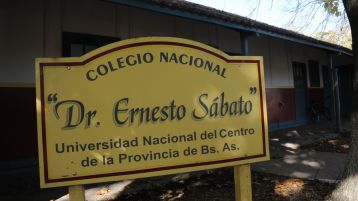 COLEGIO NACIONAL
"Dr. Ernesto Sábato"
Universidad Nacional del Centro
de la Provincia de Bs. As.